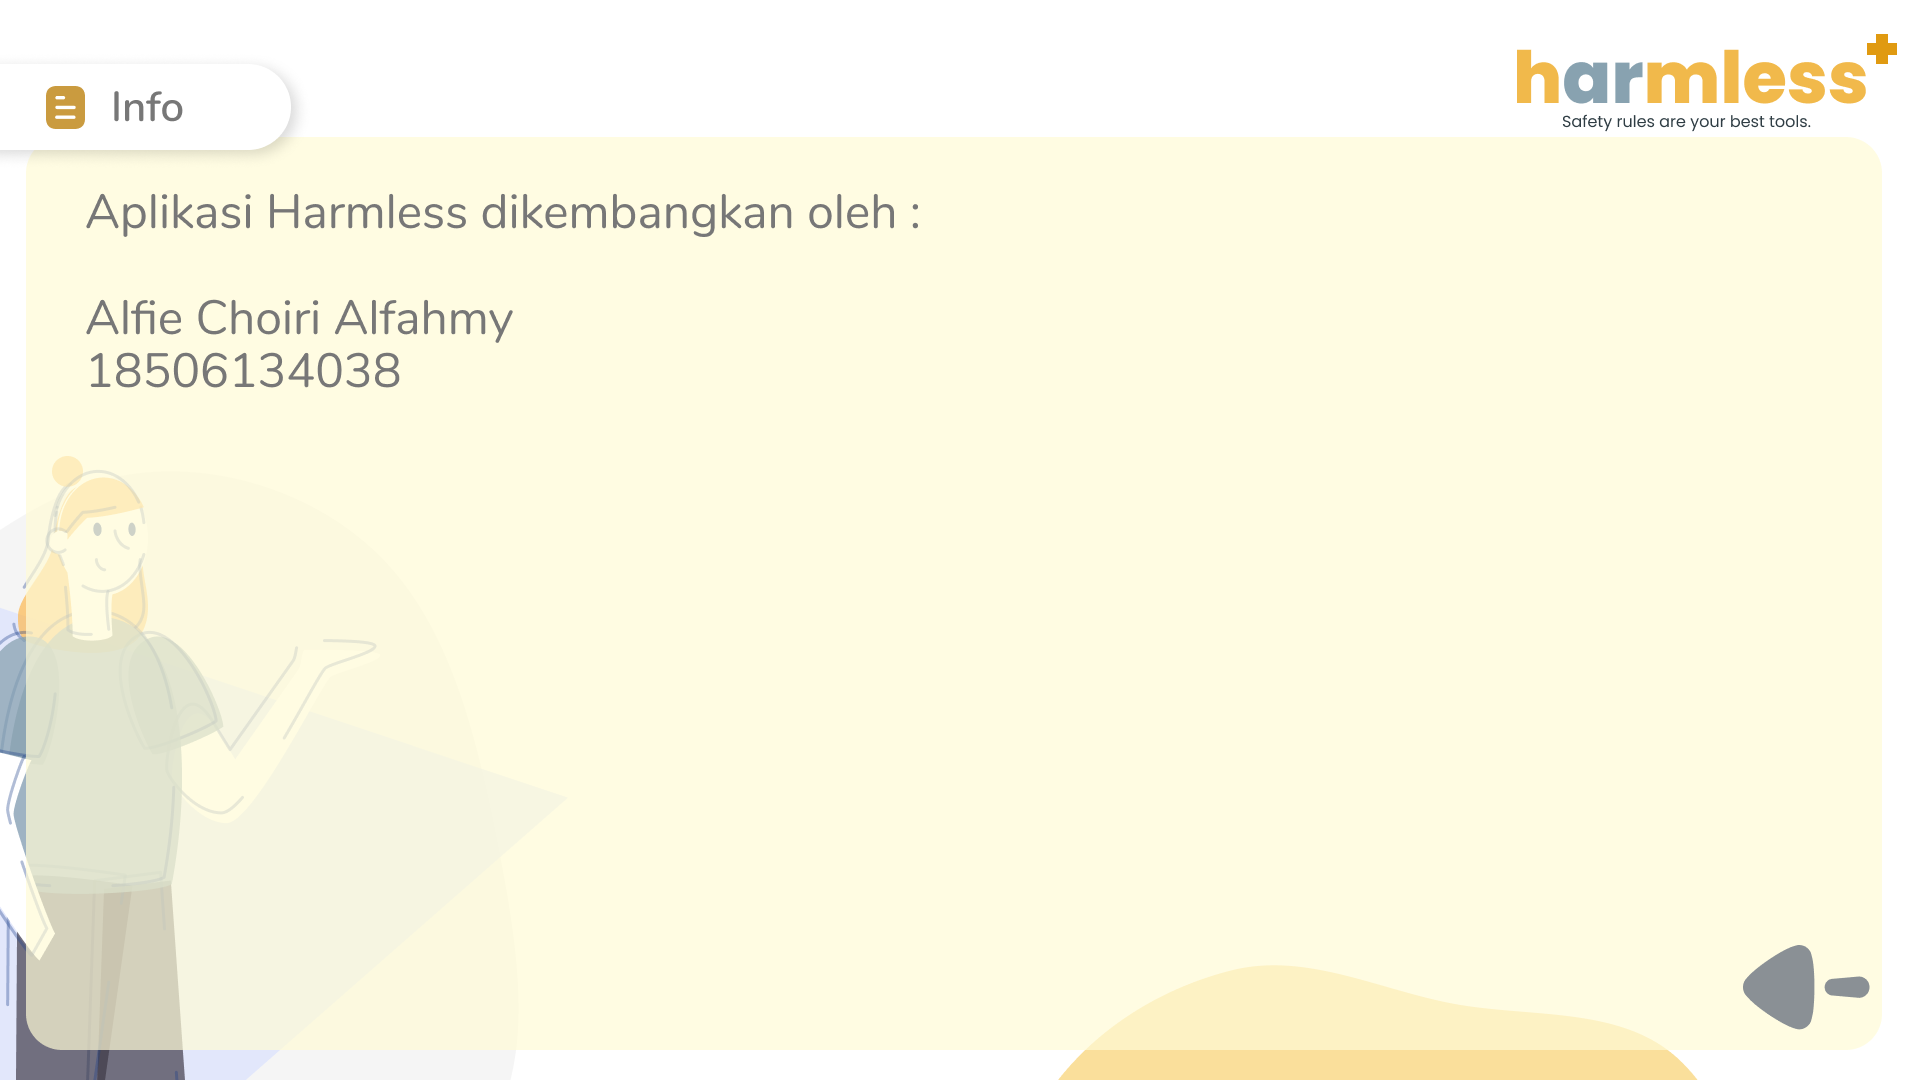 Info
harmless
Safety rules are your best tools.
Aplikasi Harmless dikembangkan oleh :
Alfie Choiri Alfahmy
18506134038